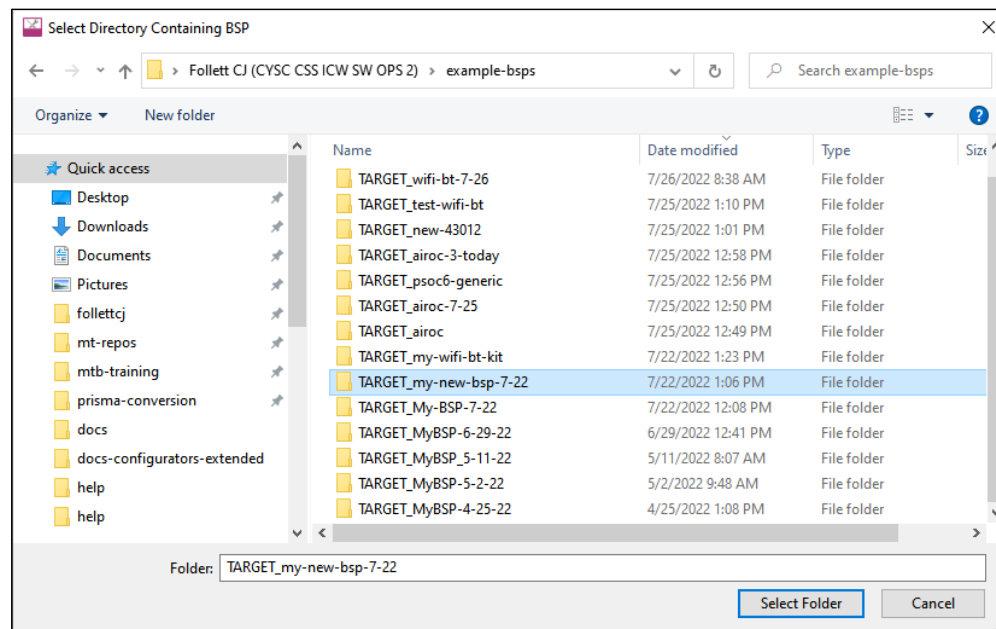 Select Directory Containing BSP
Follett CJ (CYSC CSS ICW SW OPS 2) > example-bsps
Search example-bsps
Organize
New folder
?
Name Date modified Type Size
Quick access
Desktop
Downloads
Documents
Pictures
follettcj
mt-repos
mtb-training
prisma-conversion
docs
docs-configurators-extended
help
help
TARGET_wifi-bt-7-26 7/26/2022 8:38 AM File folder
TARGET_test-wifi-bt 7/25/2022 1:10 PM File folder
TARGET_new-43012 7/25/2022 1:01 PM File folder
TARGET_airoc-3-today 7/25/2022 12:58 PM File folder
TARGET_psoc6-generic 7/25/2022 12:56 PM File folder
TARGET_airoc-7-25 7/25/2022 12:50 PM File folder
TARGET_airoc 7/25/2022 12:49 PM File folder
TARGET_my-wifi-bt-kit 7/22/2022 1:23 PM File folder
TARGET_my-new-bsp-7-22 7/22/2022 1:06 PM File folder
TARGET_My-BSP-7-22 7/22/2022 12:08 PM File folder
TARGET_MyBSP-6-29-22 6/29/2022 12:41 PM File folder
TARGET_MyBSP_5-11-22 5/11/2022 8:07 AM File folder
TARGET_MyBSP-5-2-22 5/2/2022 9:48 AM File folder
TARGET_MyBSP-4-25-22 4/25/2022 1:08 PM File folder
Folder: TARGET_my-new-bsp-7-22
Select Folder
Cancel